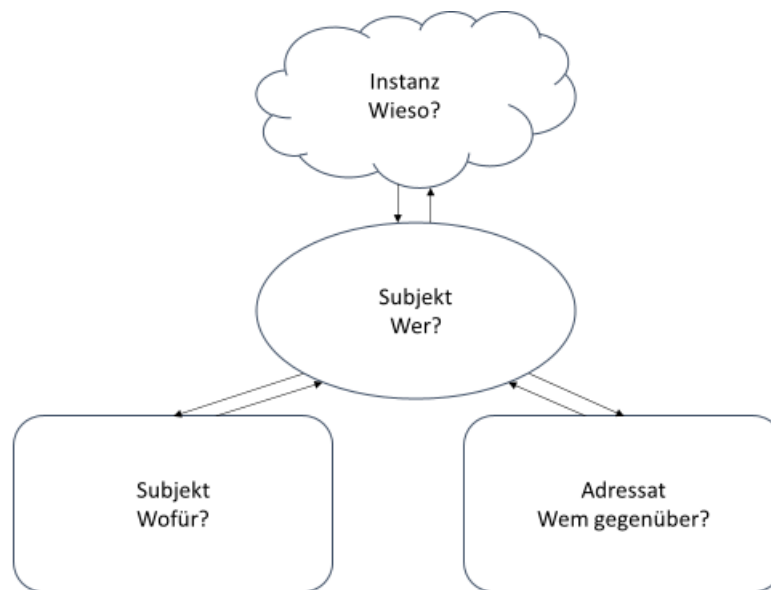 Instanz
Wieso?
Subjekt
Wer?
Subjekt
Wofür?
Adressat
Wem gegenüber?